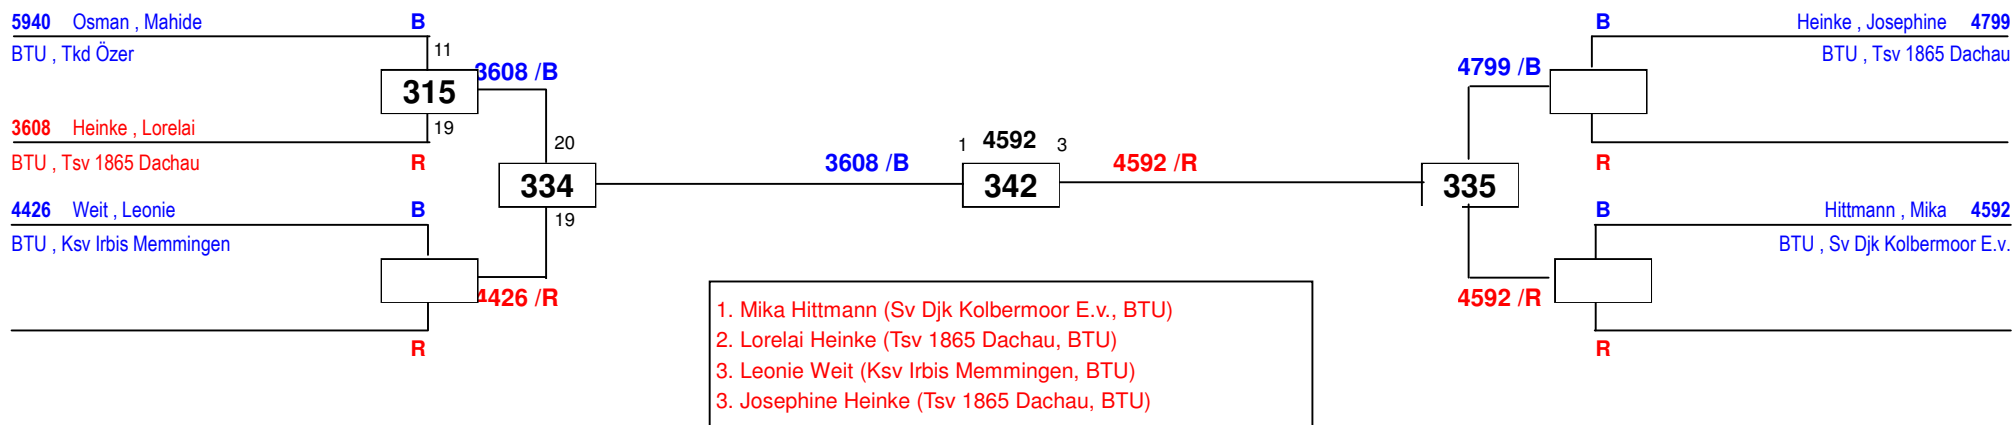 5940 Osman , Mahide B
BTU , Tkd Özer
11
315
3608 /B
3608 Heinke , Lorelai
19
BTU , Tsv 1865 Dachau R
20
334
19
4426 Weit , Leonie B
BTU , Ksv Irbis Memmingen
4426 /R
R
3608 /B
1 4592 3
342
4592 /R
B Heinke , Josephine 4799
BTU , Tsv 1865 Dachau
4799 /B
R
335
B Hittmann , Mika 4592
BTU , Sv Djk Kolbermoor E.v.
4592 /R
R
1. Mika Hittmann (Sv Djk Kolbermoor E.v., BTU)
2. Lorelai Heinke (Tsv 1865 Dachau, BTU)
3. Leonie Weit (Ksv Irbis Memmingen, BTU)
3. Josephine Heinke (Tsv 1865 Dachau, BTU)